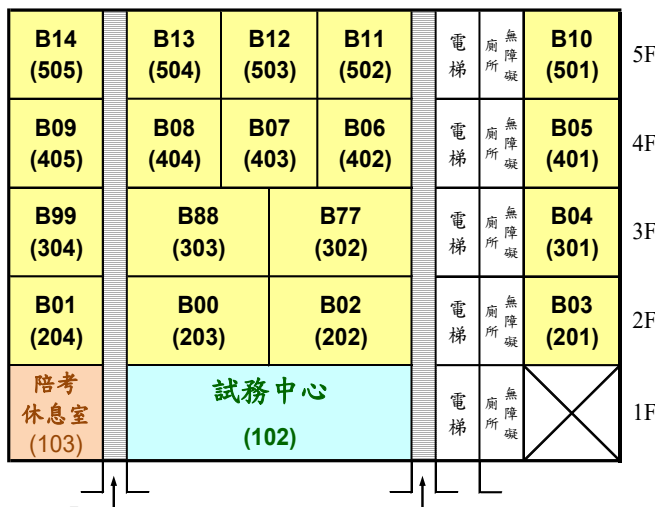 B14 B13 B12 B11 電梯 廁所 無障礙 B10 5F
(505) (504) (503) (502) (501)
B09 B08 B07 B06 電梯 廁所 無障礙 B05 4F
(405) (404) (403) (402) (401)
B99 B88 B77 電梯 廁所 無障礙 B04 3F
(304) (303) (302) (301)
B01 B00 B02 電梯 廁所 無障礙 B03 2F
(204) (203) (202) (201)
陪考 試務中心 電梯 廁所 無障礙 1F
休息室
(103) (102)